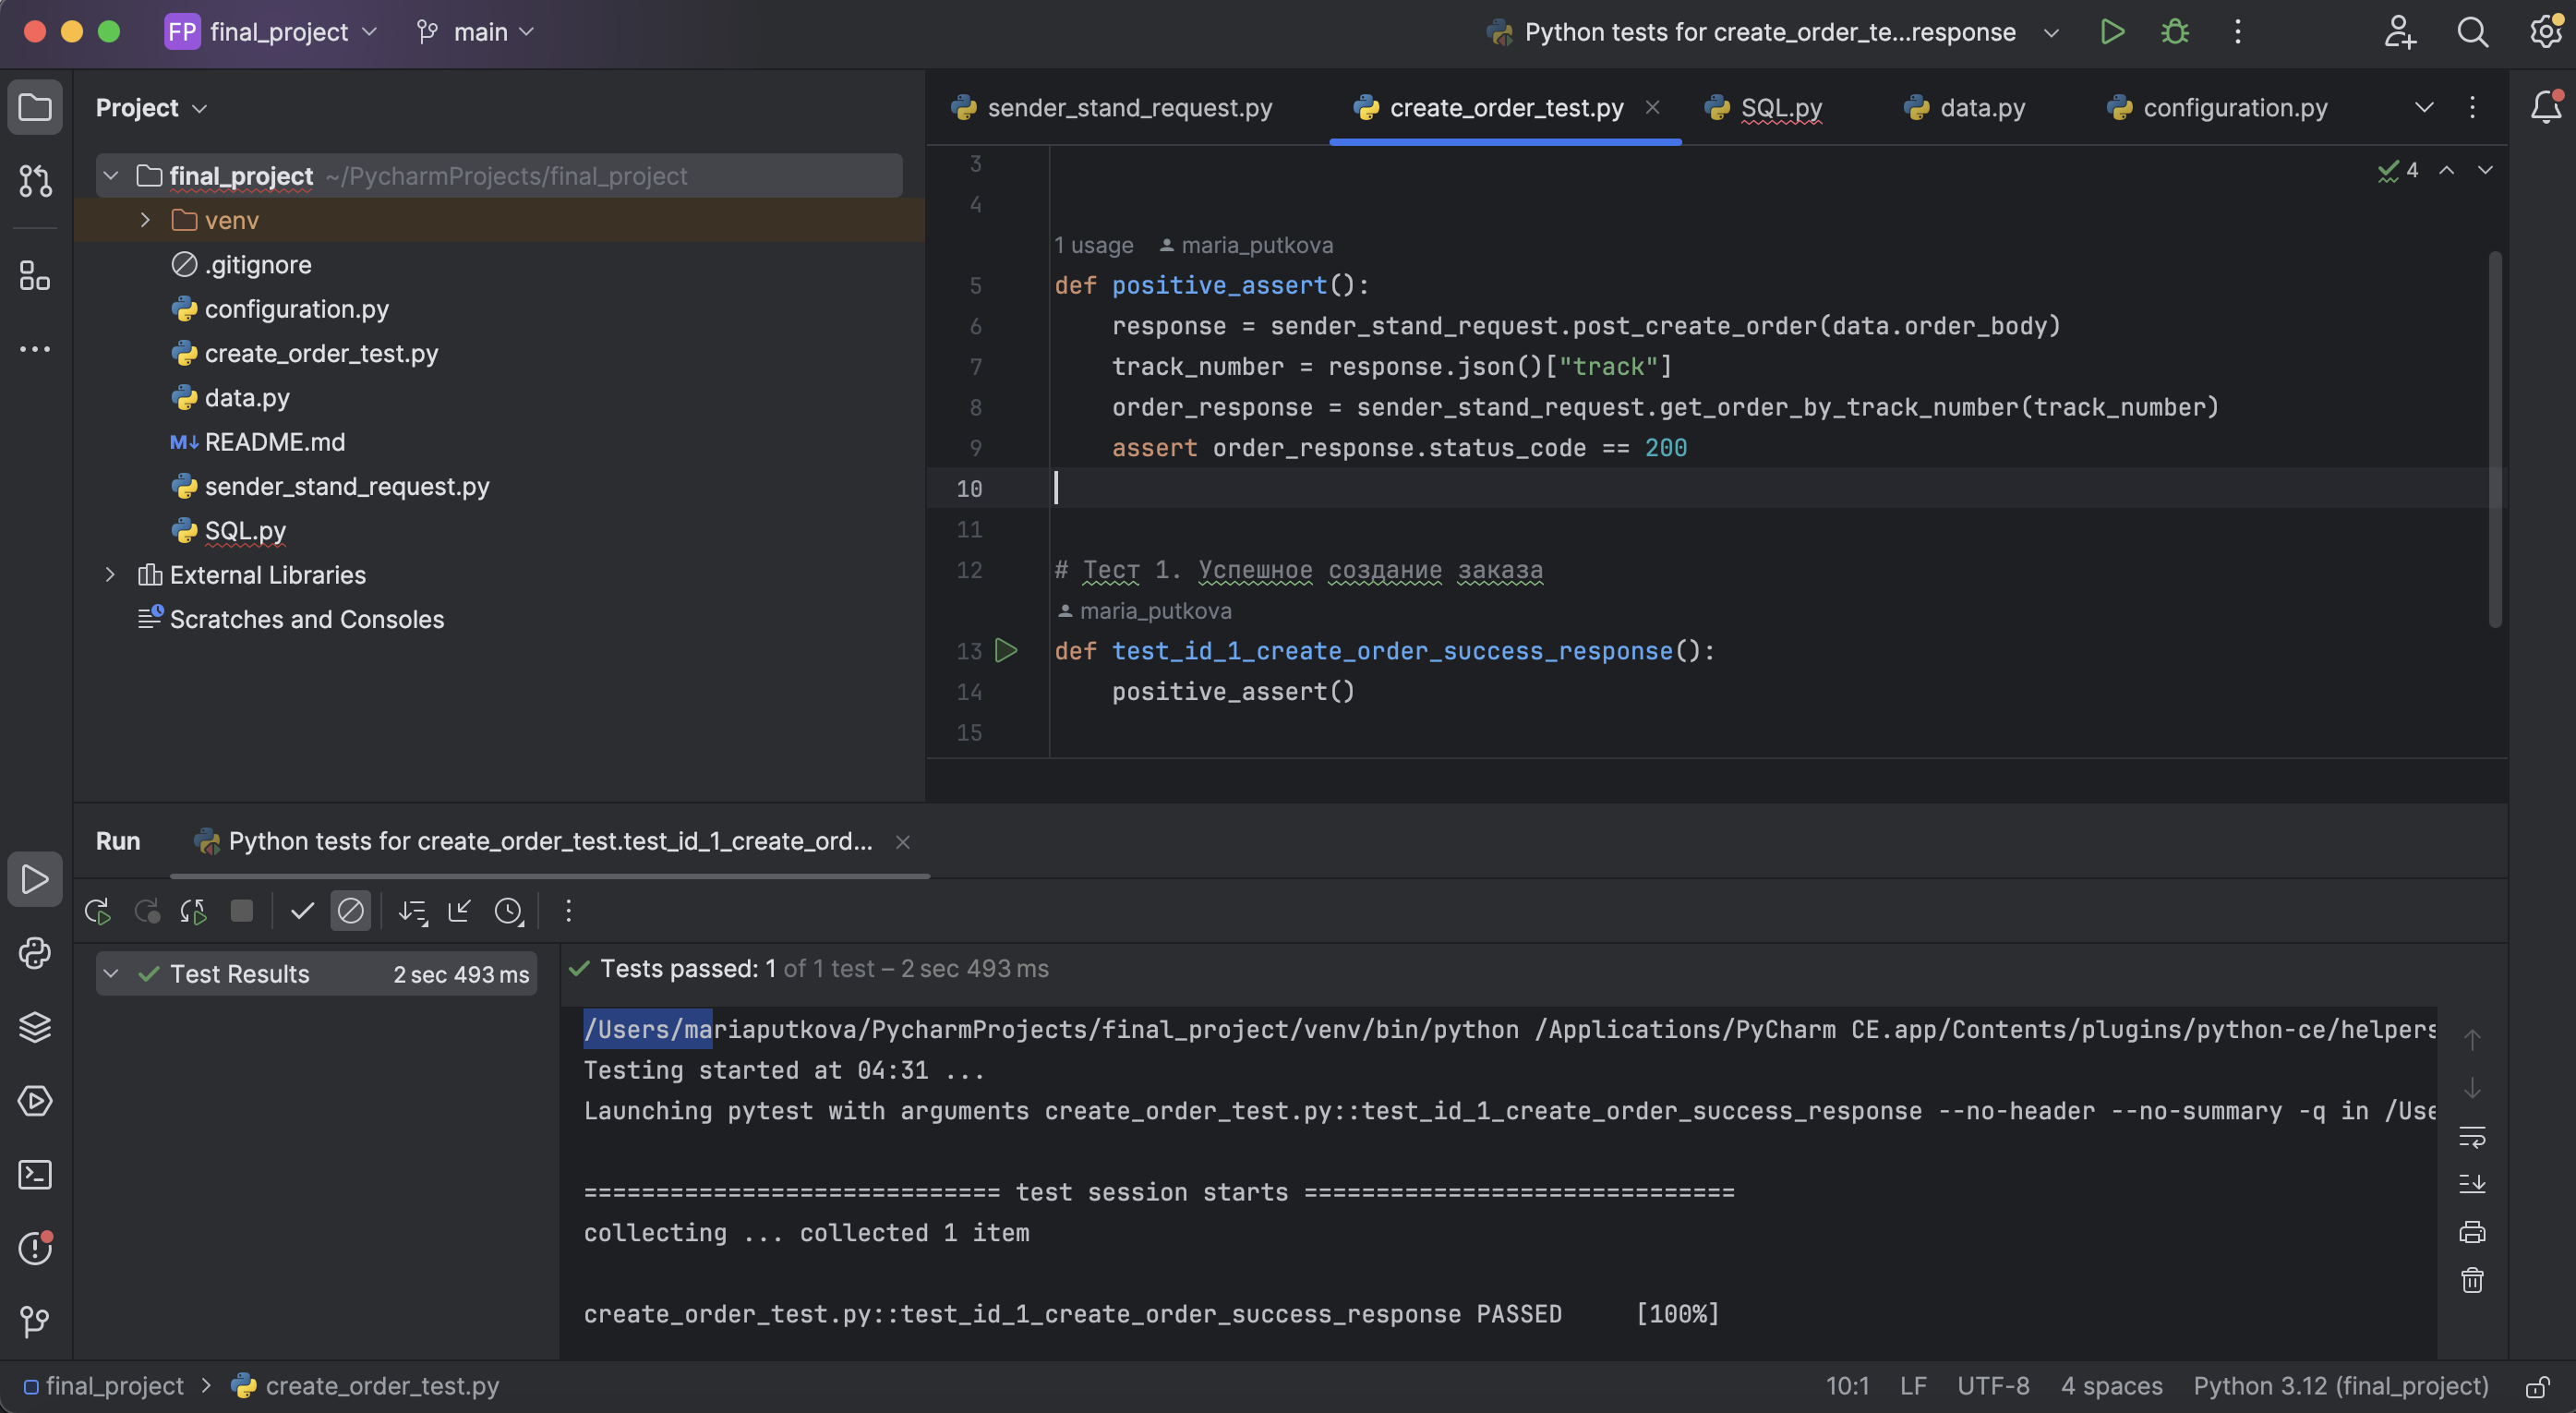 FP final_project main Python tests for create_order_te...response
Project
final_project ~/PycharmProjects/final_project
venv
.gitignore
configuration.py
create_order_test.py
data.py
M↓ README.md
sender_stand_request.py
SQL.py
External Libraries
Scratches and Consoles
sender_stand_request.py create_order_test.py SQL.py data.py configuration.py
4
3
4
1 usage maria_putkova
5 def positive_assert():
6 response = sender_stand_request.post_create_order(data.order_body)
7 track_number = response.json()["track"]
8 order_response = sender_stand_request.get_order_by_track_number(track_number)
9 assert order_response.status_code == 200
10
11
12 # Тест 1. Успешное создание заказа
maria_putkova
13 def test_id_1_create_order_success_response():
14 positive_assert()
15
Run Python tests for create_order_test.test_id_1_create_ord...
Test Results 2 sec 493 ms
Tests passed: 1 of 1 test – 2 sec 493 ms
/Users/mariaputkova/PycharmProjects/final_project/venv/bin/python /Applications/PyCharm CE.app/Contents/plugins/python-ce/helpers
Testing started at 04:31 ...
Launching pytest with arguments create_order_test.py::test_id_1_create_order_success_response --no-header --no-summary -q in /Use
============================= test session starts ==============================
collecting ... collected 1 item
create_order_test.py::test_id_1_create_order_success_response PASSED [100%]
final_project > create_order_test.py 10:1 LF UTF-8 4 spaces Python 3.12 (final_project)